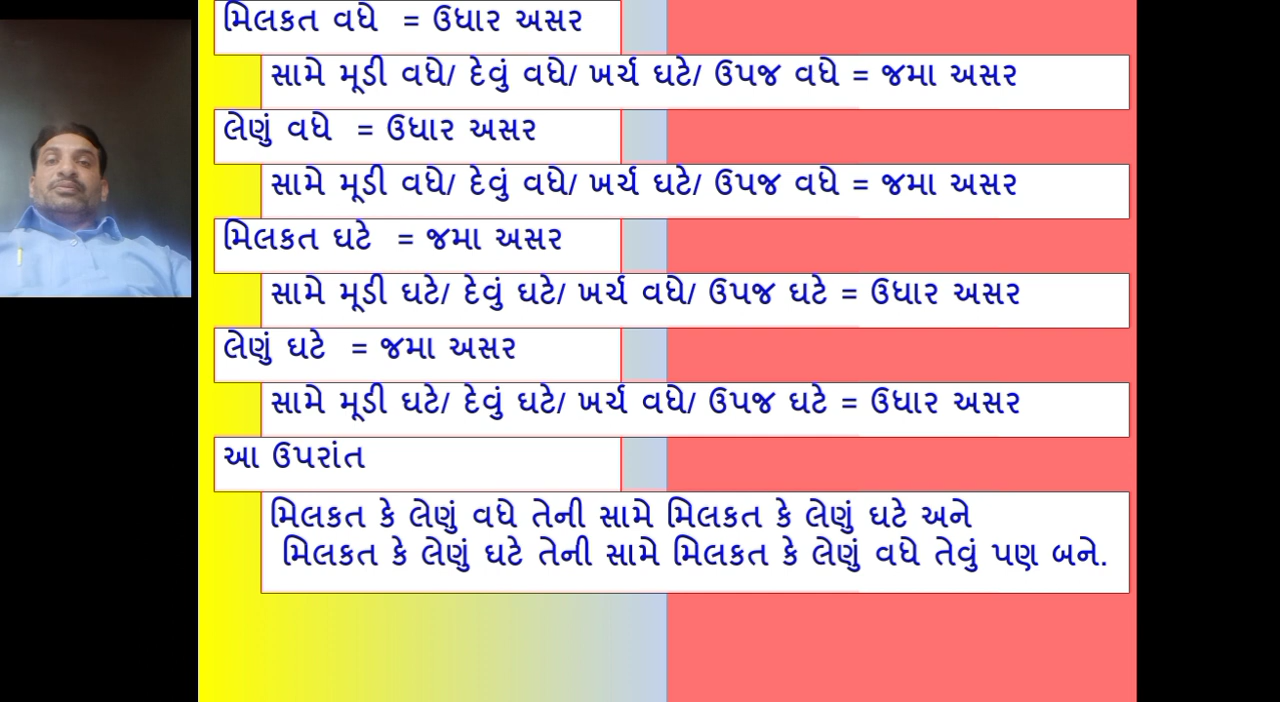 મિલકત વધે = ઉધાર અસર
સામે મૂડી વધે/ દેવું વધે/ ખર્ચ ઘટે/ ઉપજ વધે = જમા અસર
લેણું વધે = ઉધાર અસર
સામે મૂડી વધે/ દેવું વધે/ ખર્ચ ઘટે/ ઉપજ વધે = જમા અસર
મિલકત ઘટે = જમા અસર
સામે મૂડી ઘટે/ દેવું ઘટે/ ખર્ચ વધે/ ઉપજ ઘટે = ઉધાર અસર
લેણું ઘટે = જમા અસર
સામે મૂડી ઘટે/ દેવું ઘટે/ ખર્ચ વધે/ ઉપજ ઘટે = ઉધાર અસર
આ ઉપરાંત
મિલકત કે લેણું વધે તેની સામે મિલકત કે લેણું ઘટે અને
મિલકત કે લેણું ઘટે તેની સામે મિલકત કે લેણું વધે તેવું પણ બને.